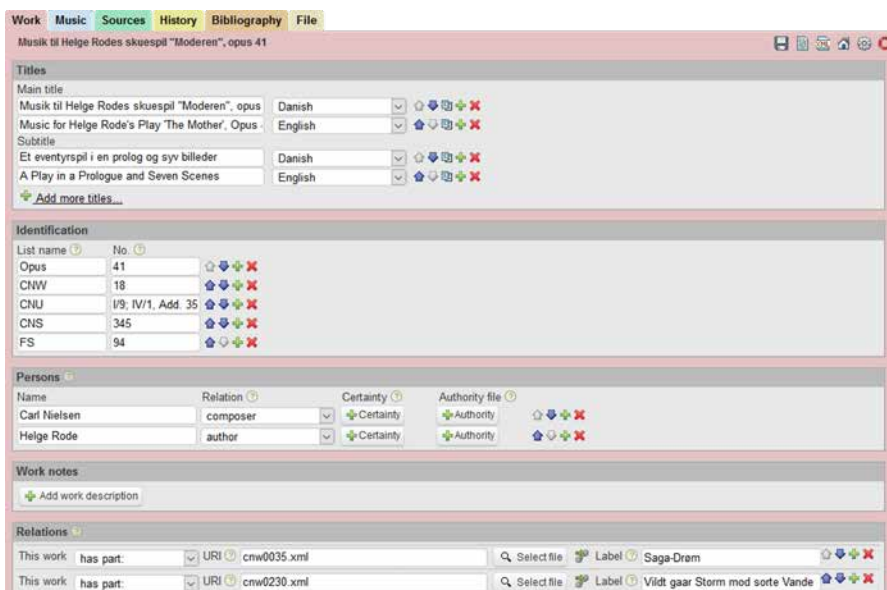 Work Music Sources History Bibliography File
Musik til Helge Rodes skuespil "Moderen", opus 41
Titles
Main title
Musik til Helge Rodes skuespil "Moderen", opus Danish
Music for Helge Rode's Play 'The Mother', Opus English
Subtitle
Et eventyrspil i en prolog og syv billeder Danish
A Play in a Prologue and Seven Scenes English
Add more titles...
Identification
List name No.
Opus 41
CNW 18
CNU I/9; IV/1, Add. 35
CNS 345
FS 94
Persons
Name Relation Certainty Authority file
Carl Nielsen composer Certainty Authority
Helge Rode author Certainty Authority
Work notes
Add work description
Relations
This work has part: URI cnw0035.xml Select file Label Saga-Drøm
This work has part: URI cnw0230.xml Select file Label Vildt gaar Storm mod sorte Vande